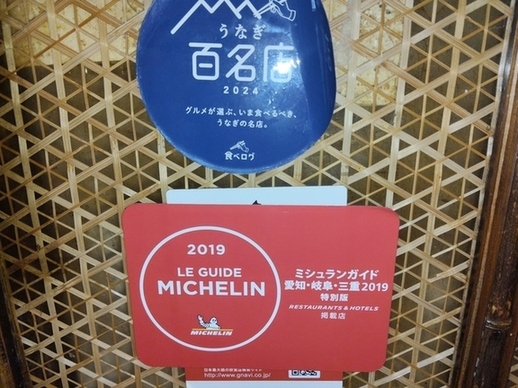 うなぎ
百名店
2024
グルメが選ぶ、いま食べるべき、
うなぎの名店。
食べログ
2019
LE GUIDE
MICHELIN
MICHELIN
ミシュランガイド
愛知・岐阜・三重2019
特別版
RESTAURANTS & HOTELS
掲載店
http://www.gnavi.co.jp/